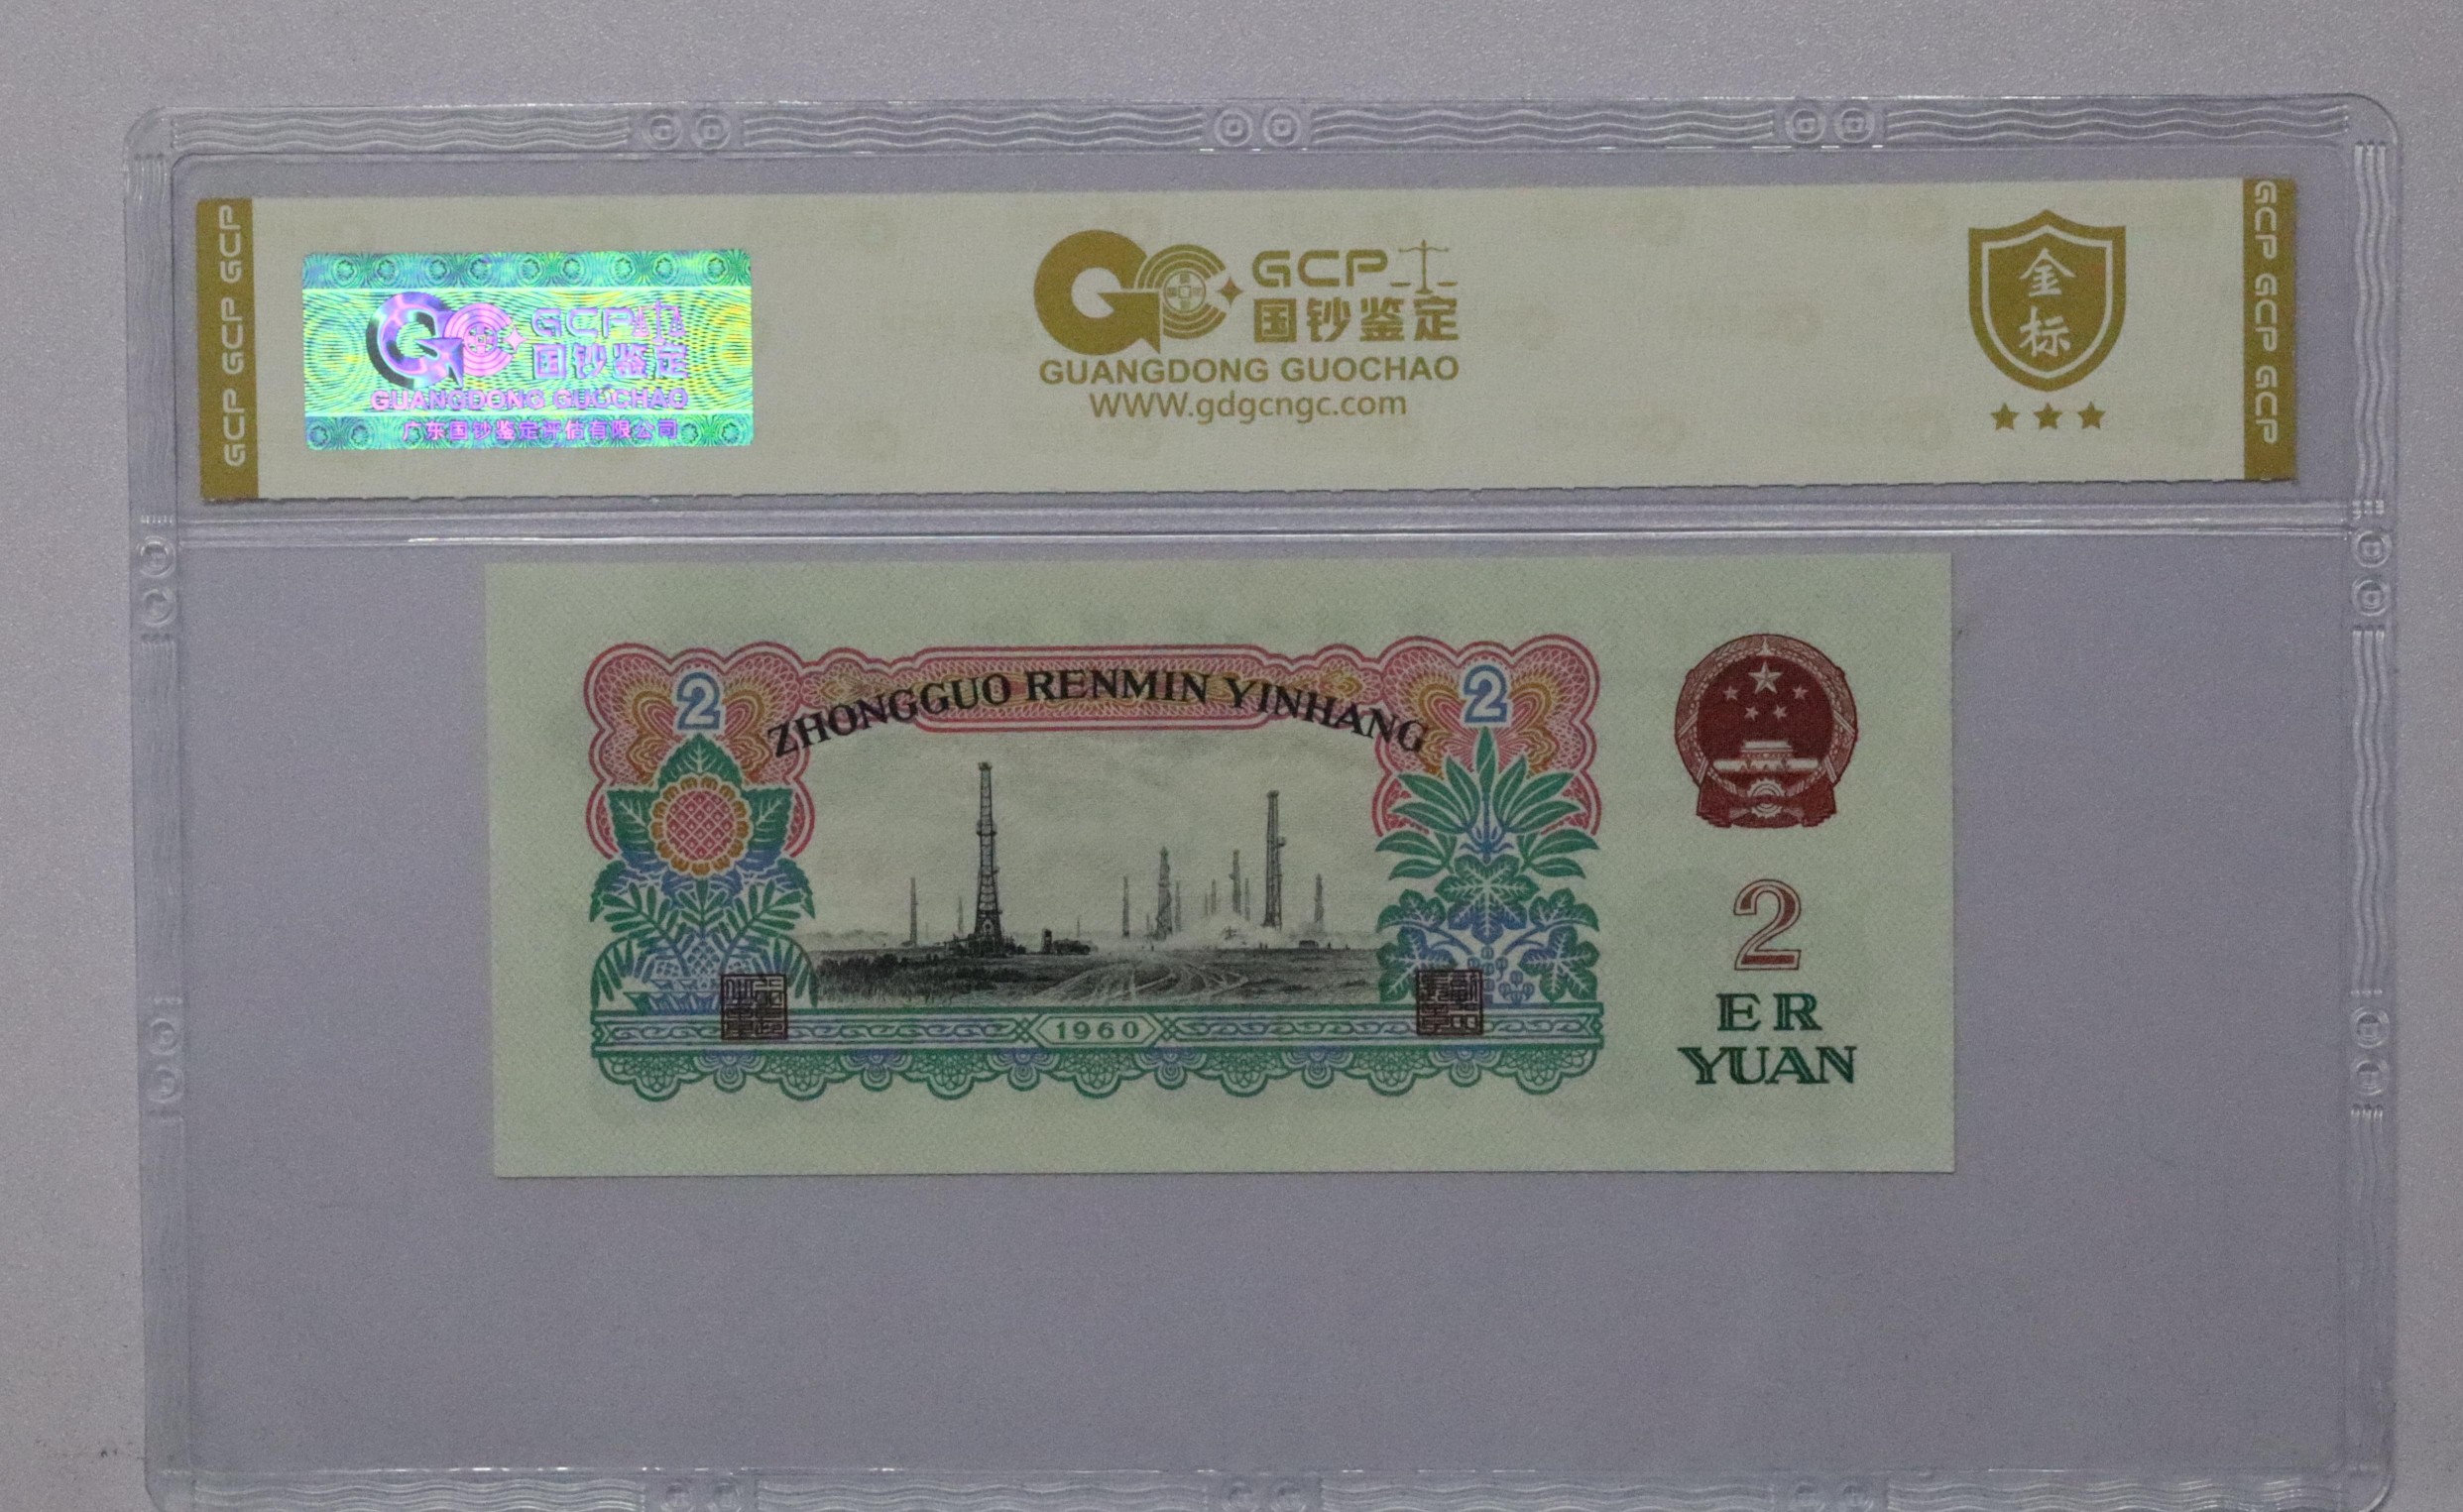 GCP GCP GCP
GCP
国钞鉴定
GUANGDONG GUOCHAO
广东国钞鉴定评估有限公司
GCP
国钞鉴定
GUANGDONG GUOCHAO
WWW.gdgcngc.com
金
标
GCP GCP GCP
2
ZHONGGUO RENMIN YINHANG
2
1960
2
ER
YUAN